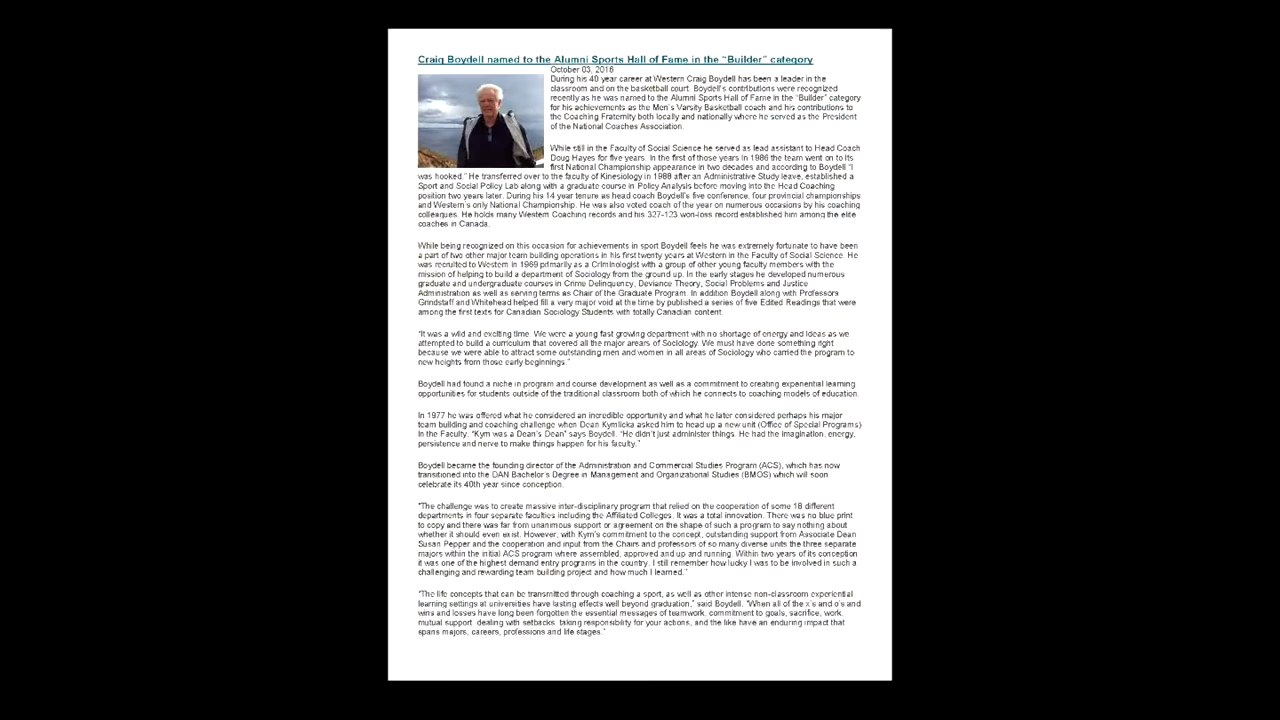 Craig Boydell named to the Alumni Sports Hall of Fame in the "Builder" category
October 03, 2016
During his 40 year career at Western Craig Boydell has been a leader in the
classroom and on the basketball court. Boydell's contributions were recognized
recently as he was named to the Alumni Sports Hall of Fame in the "Builder" category
for his achievements as the Men's Varsity Basketball coach and his contributions to
the Coaching Fraternity both locally and nationally where he served as the President
of the National Coaches Association.
While still in the Faculty of Social Science he served as lead assistant to Head Coach
Doug Hayes for five years. In the first of those years in 1986 the team went on to its
first National Championship appearance in two decades and according to Boydell "I
was hooked." He transferred over to the faculty of Kinesiology in 1988 after an Administrative Study leave, established a
Sport and Social Policy Lab along with a graduate course in Policy Analysis before moving into the Head Coaching
position two years later. During his 14 year tenure as head coach Boydell's five conference, four provincial championships
and Western's only National Championship. He was also voted coach of the year on numerous occasions by his coaching
colleagues. He holds many Western Coaching records and his 327-123 won-loss record established him among the elite
coaches in Canada.
While being recognized on this occasion for achievements in sport Boydell feels he was extremely fortunate to have been
a part of two other major team building operations in his first twenty years at Western in the Faculty of Social Science. He
was recruited to Western in 1969 primarily as a Criminologist with a group of other young faculty members with the
mission of helping to build a department of Sociology from the ground up. In the early stages he developed numerous
graduate and undergraduate courses in Crime Delinquency, Deviance Theory, Social Problems and Justice
Administration as well as serving terms as Chair of the Graduate Program. In addition Boydell along with Professors
Grindstaff and Whitehead helped fill a very major void at the time by published a series of five Edited Readings that were
among the first texts for Canadian Sociology Students with totally Canadian content.
"It was a wild and exciting time. We were a young fast growing department with no shortage of energy and ideas as we
attempted to build a curriculum that covered all the major areas of Sociology. We must have done something right
because we were able to attract some outstanding men and women in all areas of Sociology who carried the program to
new heights from those early beginnings."
Boydell had found a niche in program and course development as well as a commitment to creating experiential learning
opportunities for students outside of the traditional classroom both of which he connects to coaching models of education.
In 1977 he was offered what he considered an incredible opportunity and what he later considered perhaps his major
team building and coaching challenge when Dean Kymlicka asked him to head up a new unit (Office of Special Programs)
in the Faculty. "Kym was a Dean's Dean" says Boydell. "He didn't just administer things. He had the imagination, energy,
persistence and nerve to make things happen for his faculty."
Boydell became the founding director of the Administration and Commercial Studies Program (ACS), which has now
transitioned into the DAN Bachelor's Degree in Management and Organizational Studies (BMOS) which will soon
celebrate its 40th year since conception.
"The challenge was to create massive inter-disciplinary program that relied on the cooperation of some 18 different
departments in four separate faculties including the Affiliated Colleges. It was a total innovation. There was no blue print
to copy and there was far from unanimous support or agreement on the shape of such a program to say nothing about
whether it should even exist. However, with Kym's commitment to the concept, outstanding support from Associate Dean
Susan Pepper and the cooperation and input from the Chairs and professors of so many diverse units the three separate
majors within the initial ACS program where assembled, approved and up and running. Within two years of its conception
it was one of the highest demand entry programs in the country. I still remember how lucky I was to be involved in such a
challenging and rewarding team building project and how much I learned."
"The life concepts that can be transmitted through coaching a sport, as well as other intense non-classroom experiential
learning settings at universities have lasting effects well beyond graduation," said Boydell. "When all of the x's and o's and
wins and losses have long been forgotten the essential messages of teamwork, commitment to goals, sacrifice, work,
mutual support, dealing with setbacks, taking responsibility for your actions, and the like have an enduring impact that
spans majors, careers, professions and life stages."